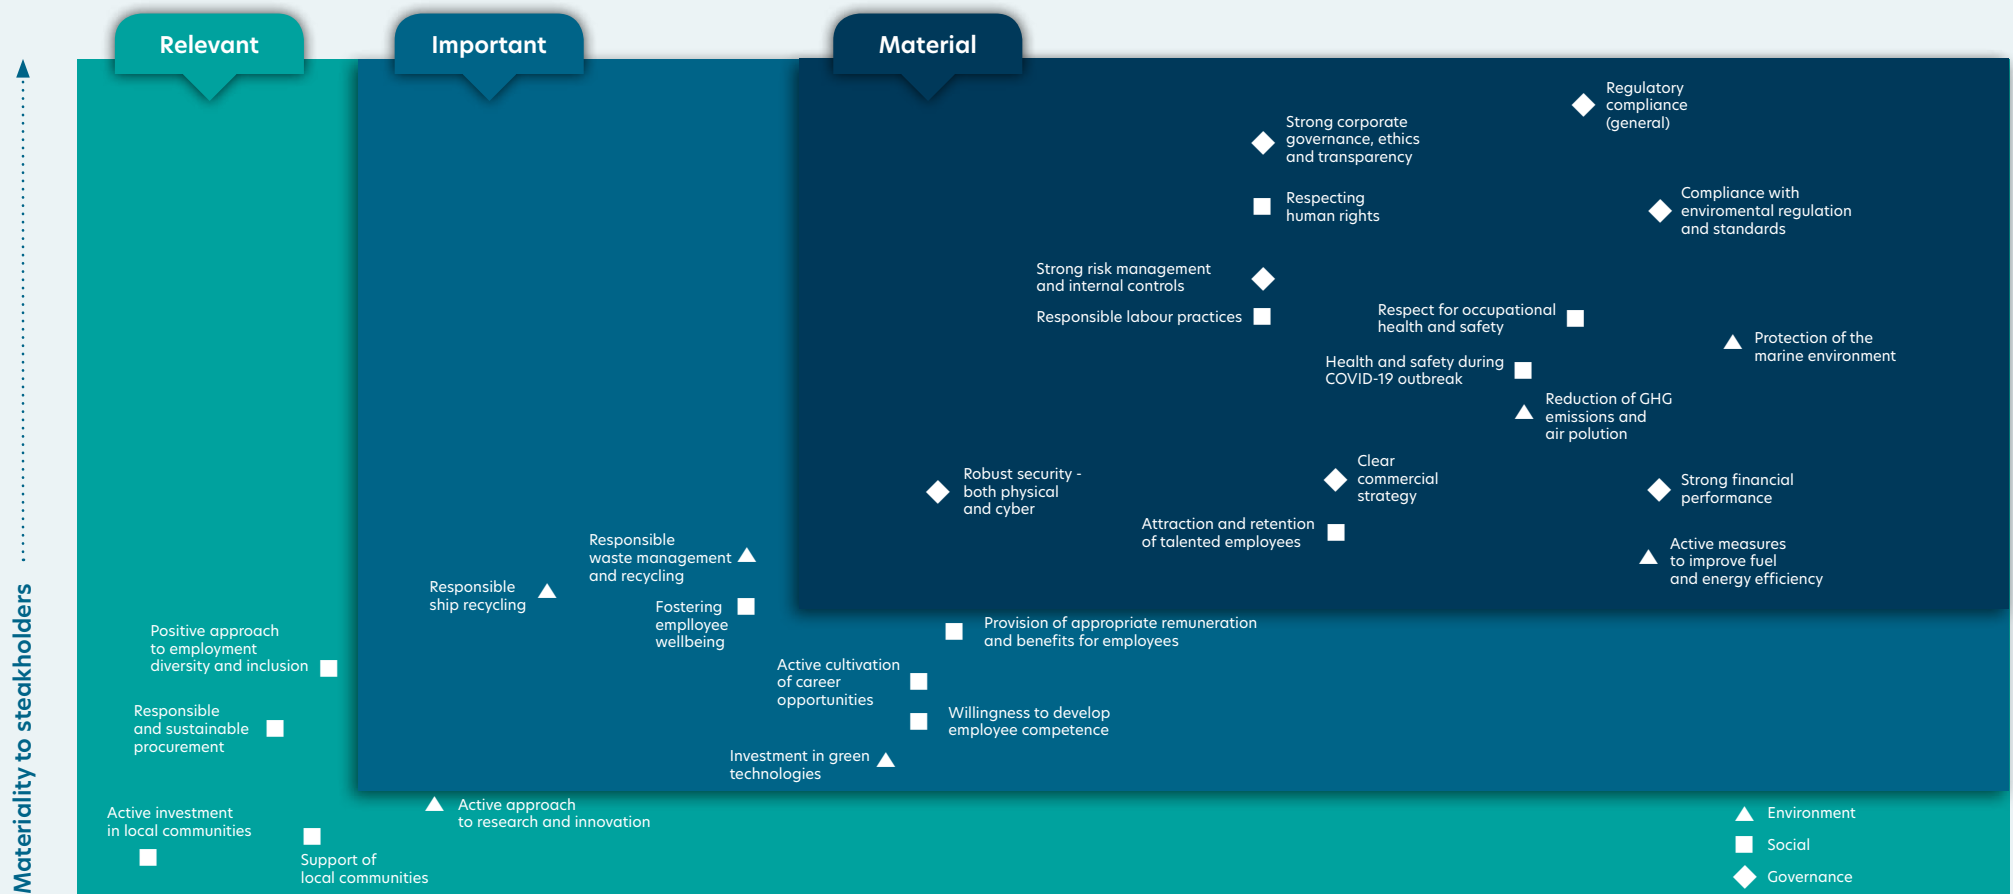 Relevant
Important
Material
Regulatory
compliance
(general)
Strong corporate
governance, ethics
and transparency
Respecting
human rights
Compliance with
enviromental regulation
and standards
Strong risk management
and internal controls
Responsible labour practices
Respect for occupational
health and safety
Protection of the
marine environment
Health and safety during
COVID-19 outbreak
Reduction of GHG
emissions and
air polution
Robust security -
both physical
and cyber
Clear
commercial
strategy
Strong financial
performance
Attraction and retention
of talented employees
Active measures
to improve fuel
and energy efficiency
Responsible
waste management
and recycling
Responsible
ship recycling
Fostering
emplloyee
wellbeing
Provision of appropriate remuneration
and benefits for employees
Positive approach
to employment
diversity and inclusion
Active cultivation
of career
opportunities
Responsible
and sustainable
procurement
Willingness to develop
employee competence
Investment in green
technologies
Active approach
to research and innovation
Active investment
in local communities
Support of
local communities
Environment
Social
Governance
Materiality to steakholders